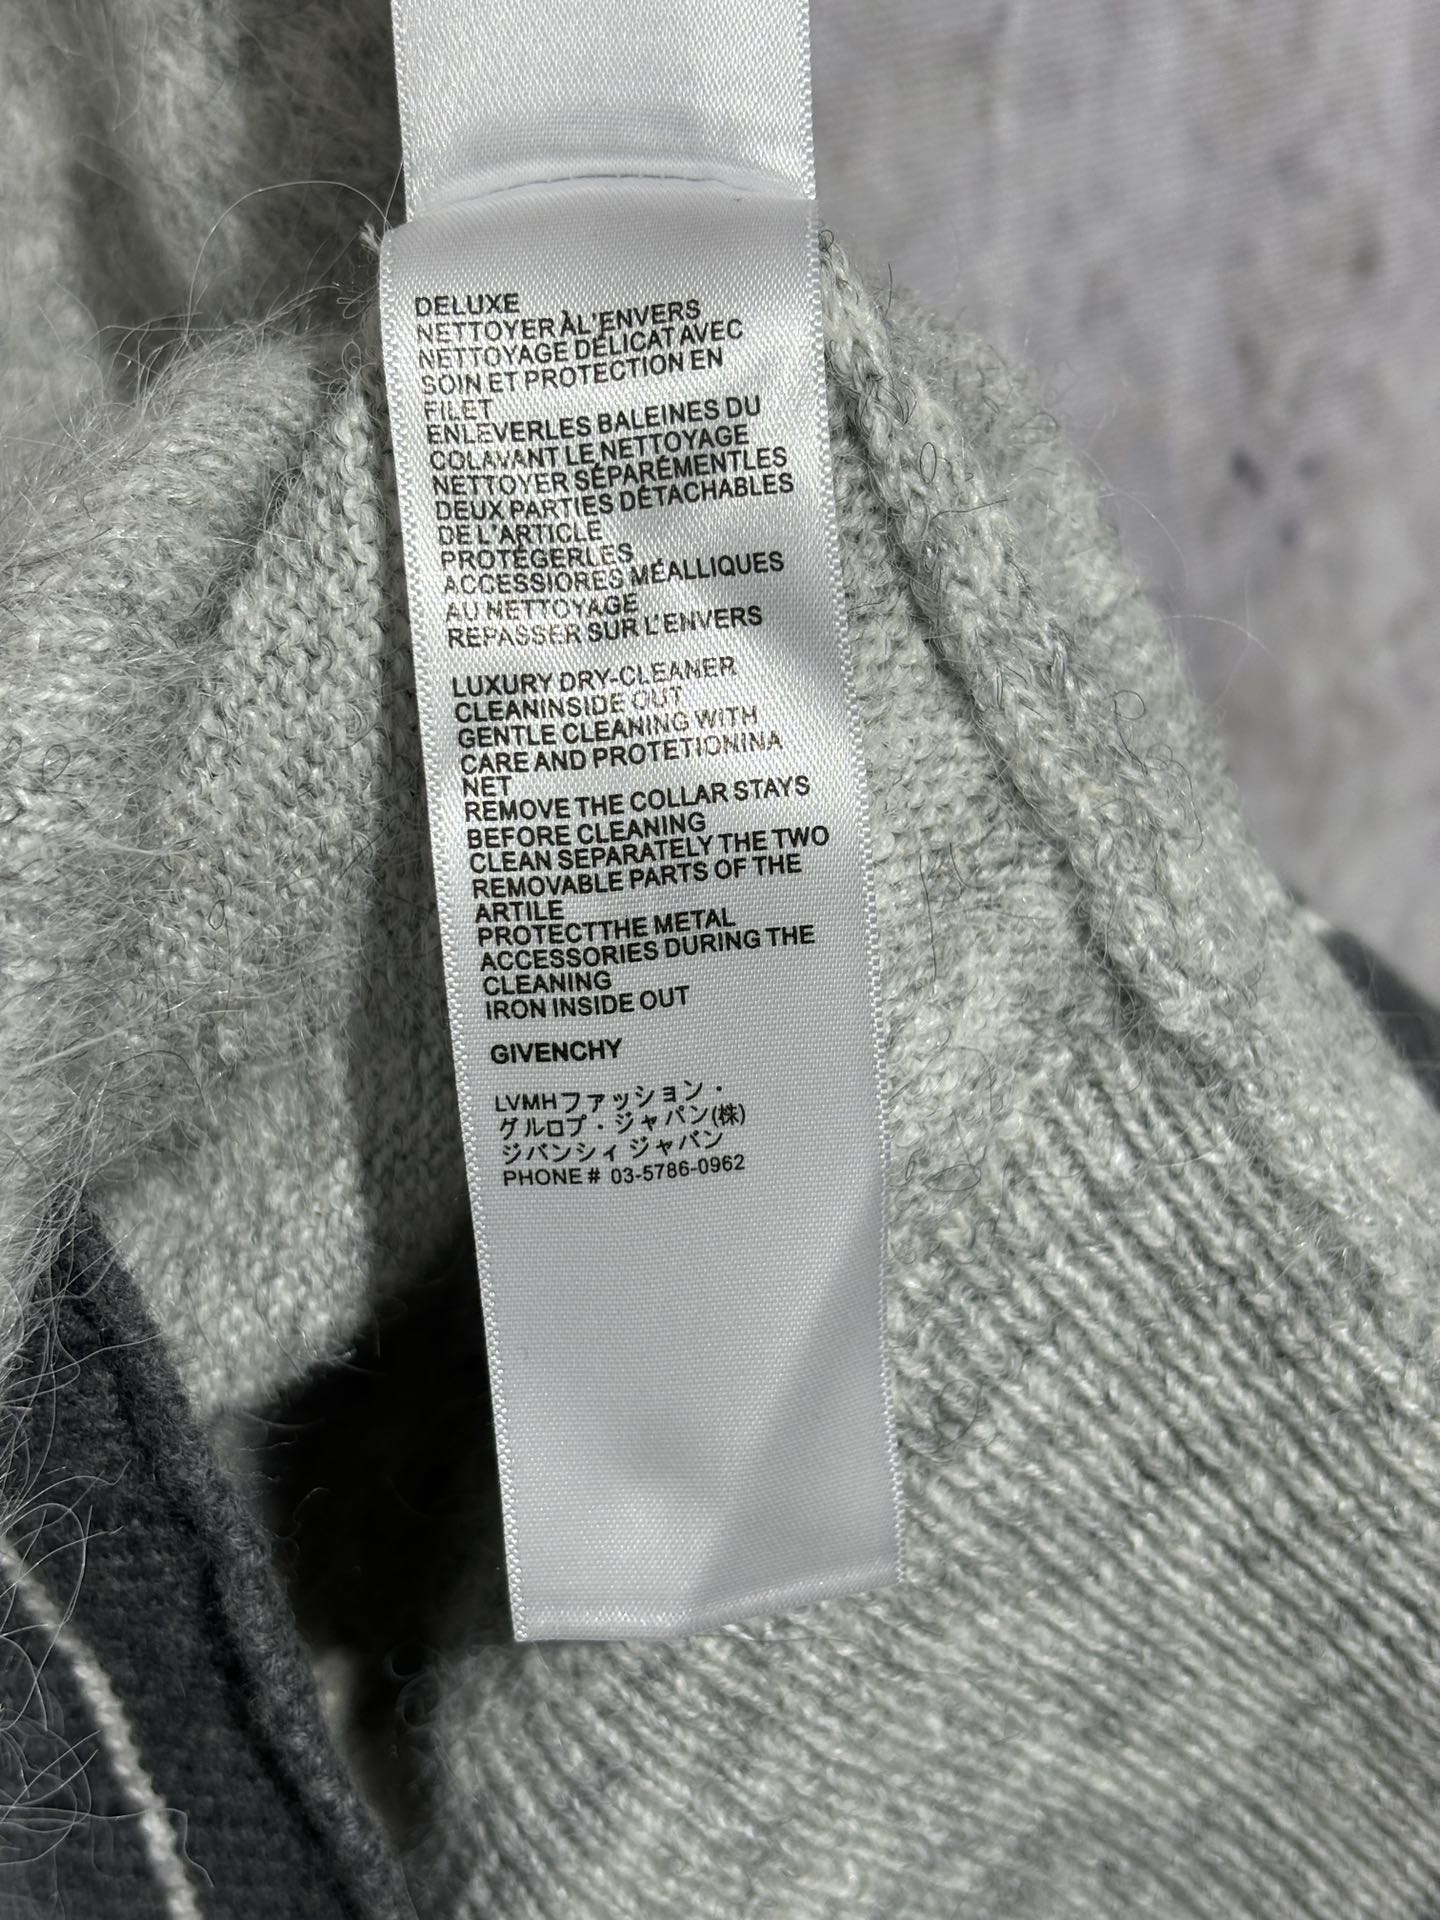 DELUXE
NETTOYER ÀL'ENVERS
NETTOYAGE DÉLICAT AVEC
SOIN ET PROTECTION EN
FILET
ENLEVERLES BALEINES DU
COLAVANT LE NETTOYAGE
NETTOYER SÉPARÉMENTLES
DEUX PARTIES DÉTACHABLES
DE L'ARTICLE
PROTÉGERLES
ACCESSIORES MÉALLIQUES
AU NETTOYAGE
REPASSER SUR L'ENVERS
LUXURY DRY-CLEANER
CLEANINSIDE OUT
GENTLE CLEANING WITH
CARE AND PROTETIONINA
NET
REMOVE THE COLLAR STAYS
BEFORE CLEANING
CLEAN SEPARATELY THE TWO
REMOVABLE PARTS OF THE
ARTILE
PROTECTTHE METAL
ACCESSORIES DURING THE
CLEANING
IRON INSIDE OUT
GIVENCHY
LVMHファッション・
グルロプ・ジャパン(株)
ジバンシィ ジャパン
PHONE # 03-5786-0962